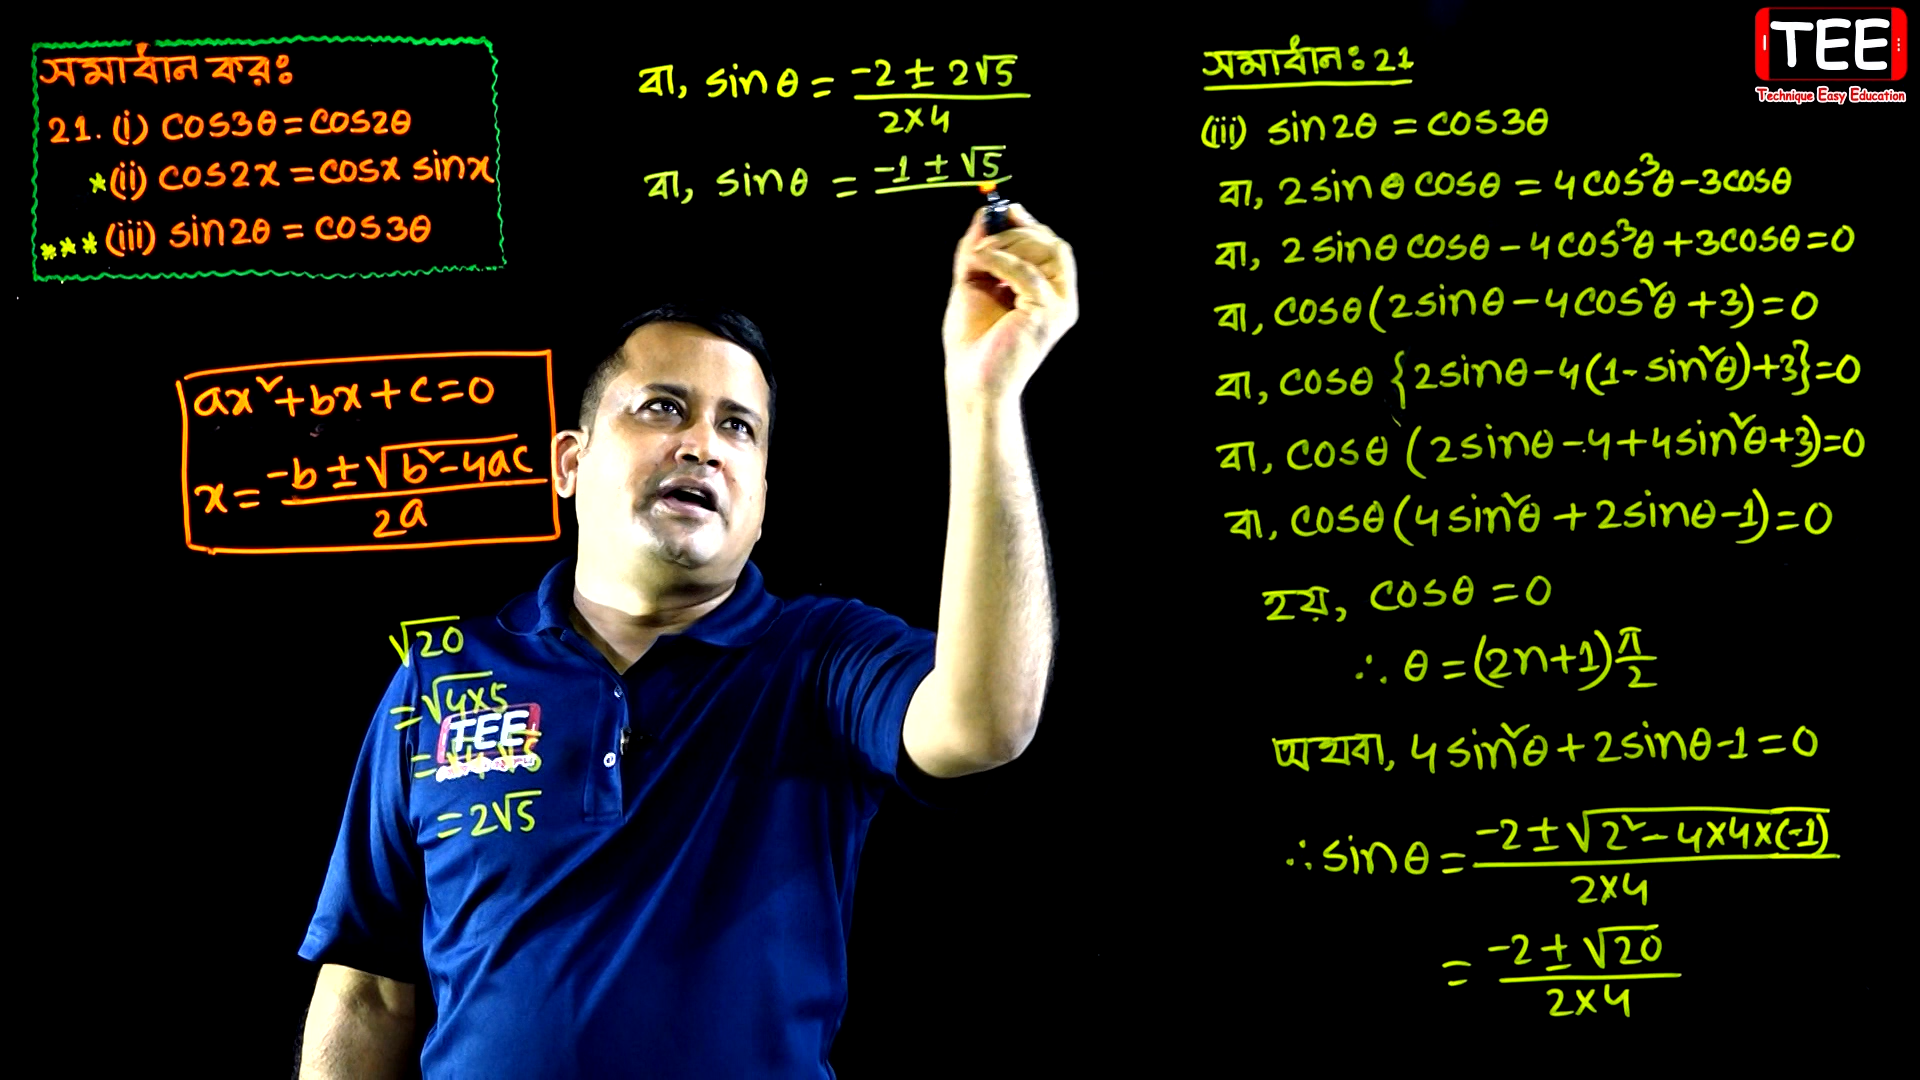 সমাধান কর:
21. (i) cos3θ = cos2θ
*(ii) cos2x = cosx sinx
***(iii) sin2θ = cos3θ
ax² + bx + c = 0
x = (-b ± √(b² - 4ac)) / 2a
√20
= √(4×5)
= √4 √5
= 2√5
বা, sinθ = (-2 ± 2√5) / (2×4)
বা, sinθ = -1 ± √5
সমাধান: 21
(iii) sin2θ = cos3θ
বা, 2sinθ cosθ = 4cos³θ - 3cosθ
বা, 2sinθ cosθ - 4cos³θ + 3cosθ = 0
বা, cosθ (2sinθ - 4cos²θ + 3) = 0
বা, cosθ {2sinθ - 4(1 - sin²θ) + 3} = 0
বা, cosθ (2sinθ - 4 + 4sin²θ + 3) = 0
বা, cosθ (4sin²θ + 2sinθ - 1) = 0
হয়, cosθ = 0
∴ θ = (2n+1) π/2
অথবা, 4sin²θ + 2sinθ - 1 = 0
∴ sinθ = (-2 ± √(2² - 4×4×(-1))) / (2×4)
= (-2 ± √20) / (2×4)
TEE
Technique Easy Education
TEE